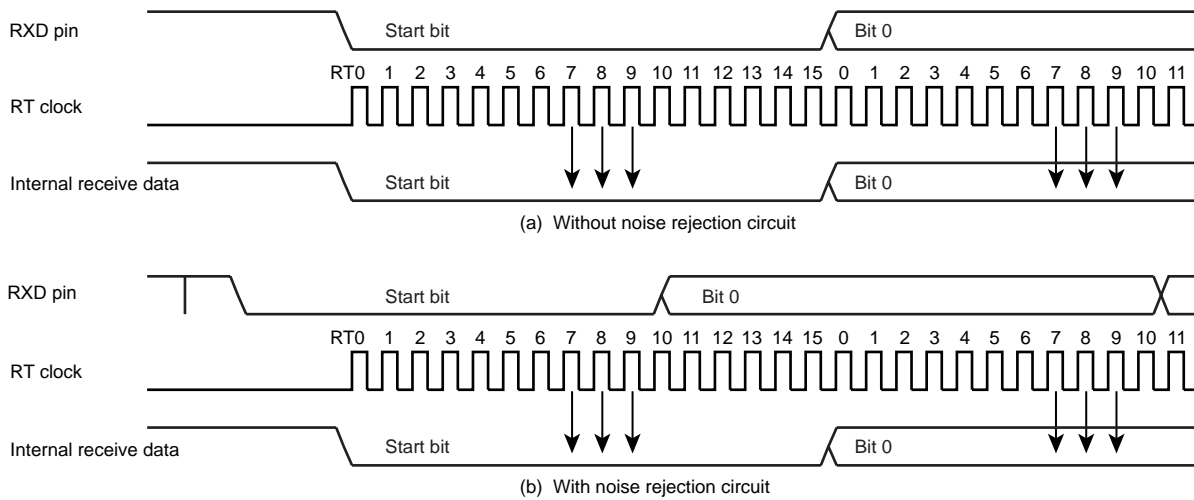 RXD pin Start bit Bit 0
RT0 1 2 3 4 5 6 7 8 9 10 11 12 13 14 15 0 1 2 3 4 5 6 7 8 9 10 11
RT clock
Internal receive data Start bit Bit 0
(a) Without noise rejection circuit
RXD pin Start bit Bit 0
RT0 1 2 3 4 5 6 7 8 9 10 11 12 13 14 15 0 1 2 3 4 5 6 7 8 9 10 11
RT clock
Internal receive data Start bit Bit 0
(b) With noise rejection circuit